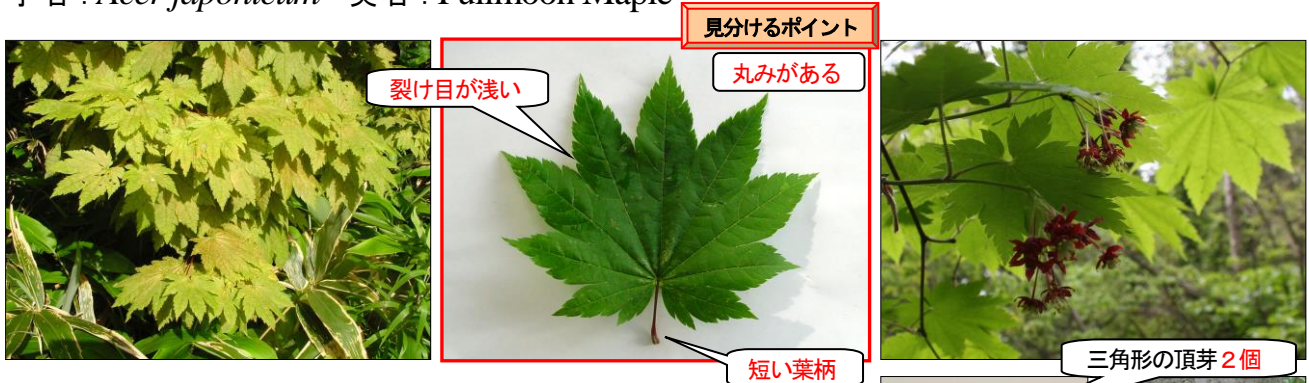 学名：Acer japonicum 英名：Fullmoon Maple
見分けるポイント
裂け目が浅い
丸みがある
短い葉柄
三角形の頂芽２個